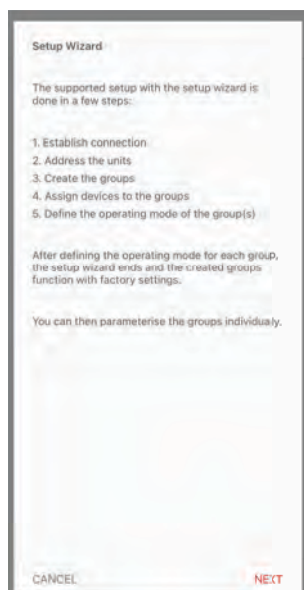 Setup Wizard
The supported setup with the setup wizard is
done in a few steps:
1. Establish connection
2. Address the units
3. Create the groups
4. Assign devices to the groups
5. Define the operating mode of the group(s)
After defining the operating mode for each group,
the setup wizard ends and the created groups
function with factory settings.
You can then parameterise the groups individualy.
CANCEL
NEXT